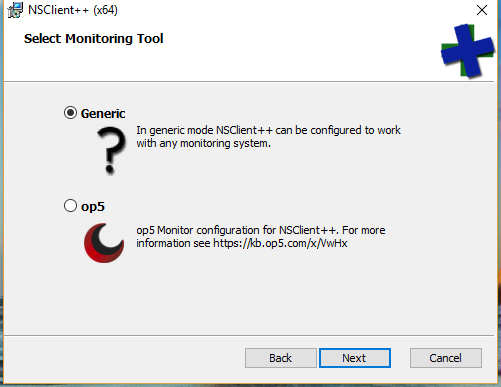 NSClient++ (x64)
Select Monitoring Tool
Generic
In generic mode NSClient++ can be configured to work
with any monitoring system.
op5
op5 Monitor configuration for NSClient++. For more
information see https://kb.op5.com/x/VwHx
Back
Next
Cancel